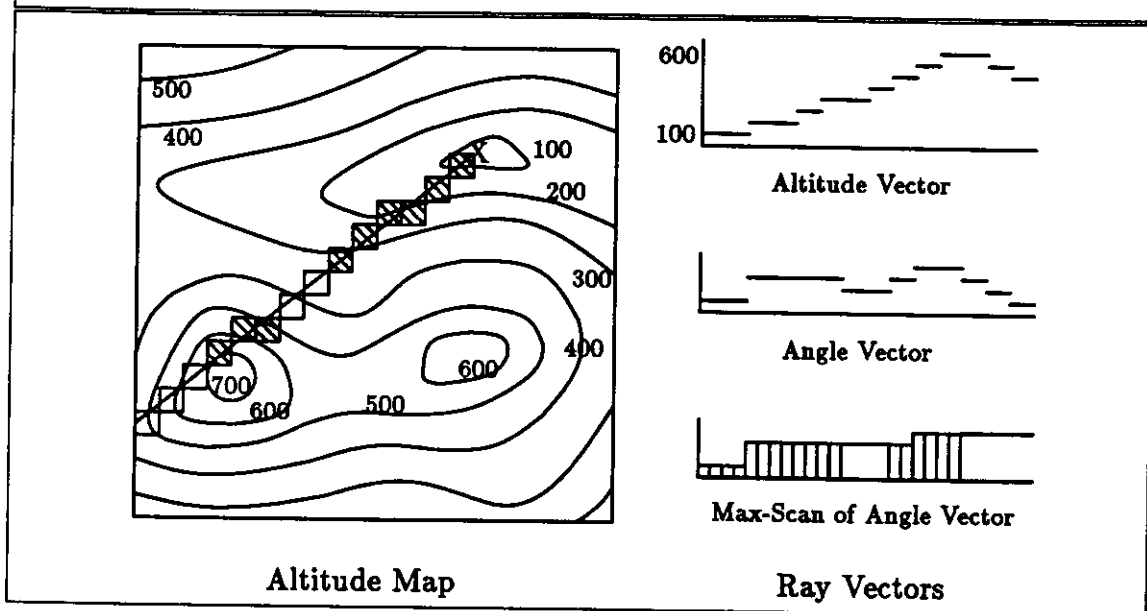 500
400
100
200
300
400
600
700
600
500
Altitude Map
600
100
Altitude Vector
Angle Vector
Max-Scan of Angle Vector
Ray Vectors
X